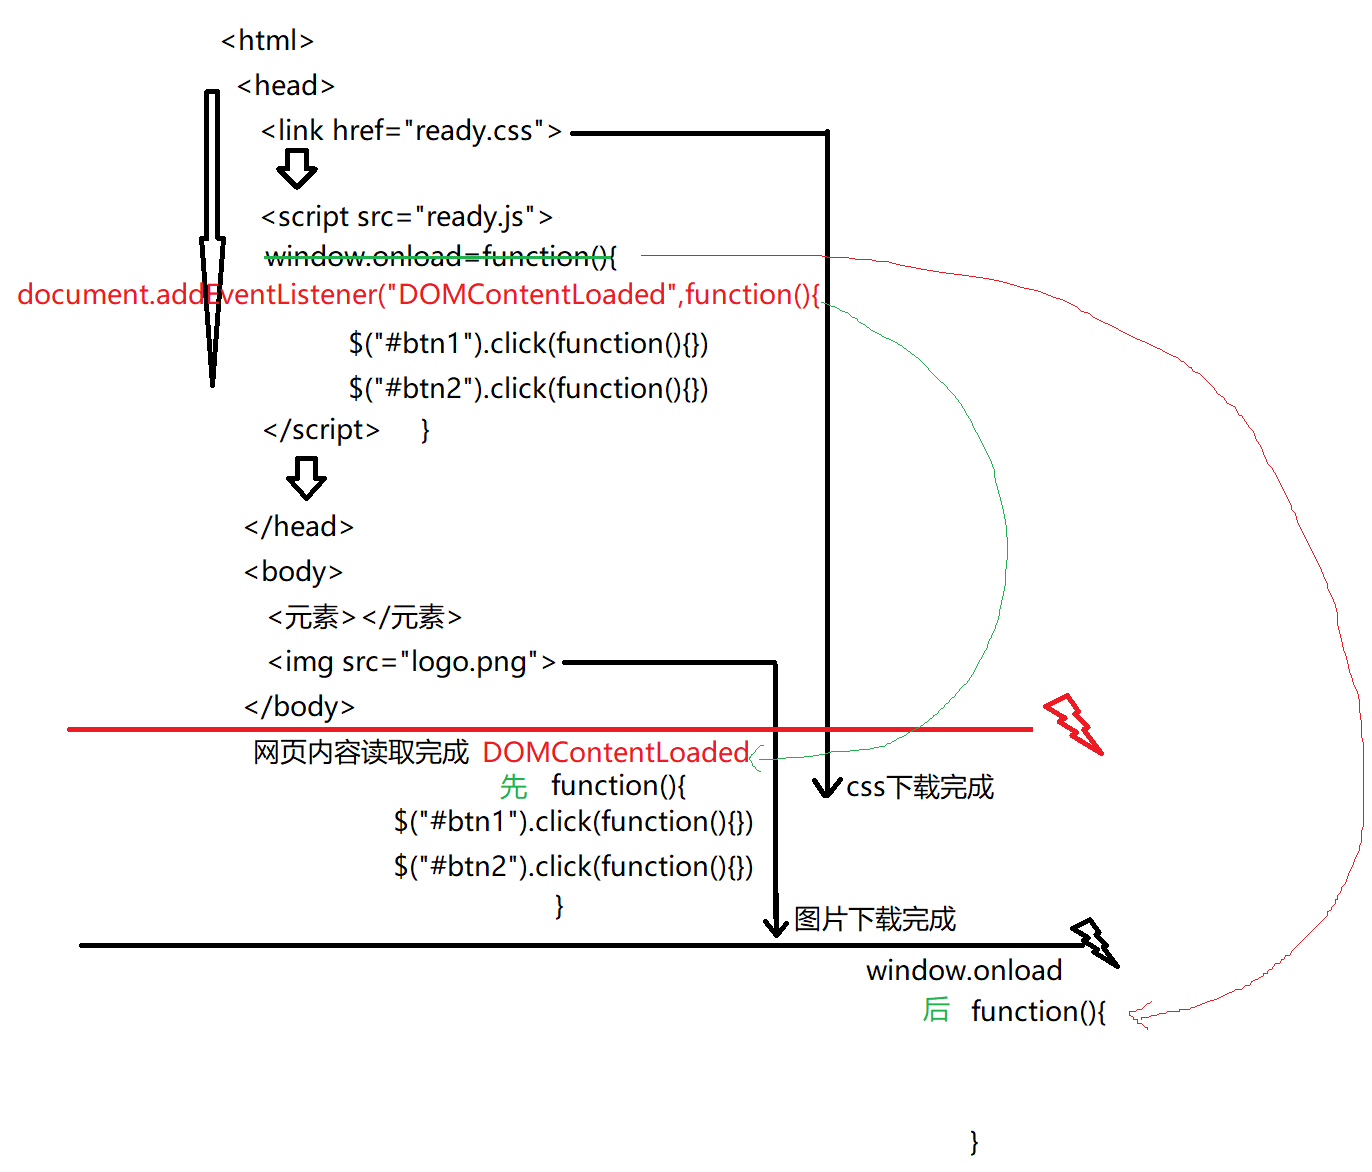 <html>
<head>
<link href="ready.css">
<script src="ready.js">
window.onload=function(){
document.addEventListener("DOMContentLoaded",function(){
$("#btn1").click(function(){})
$("#btn2").click(function(){})
</script> }
</head>
<body>
<元素></元素>
<img src="logo.png">
</body>
网页内容读取完成 DOMContentLoaded
先 function(){ css下载完成
$("#btn1").click(function(){})
$("#btn2").click(function(){})
}
图片下载完成
window.onload
后 function(){
}